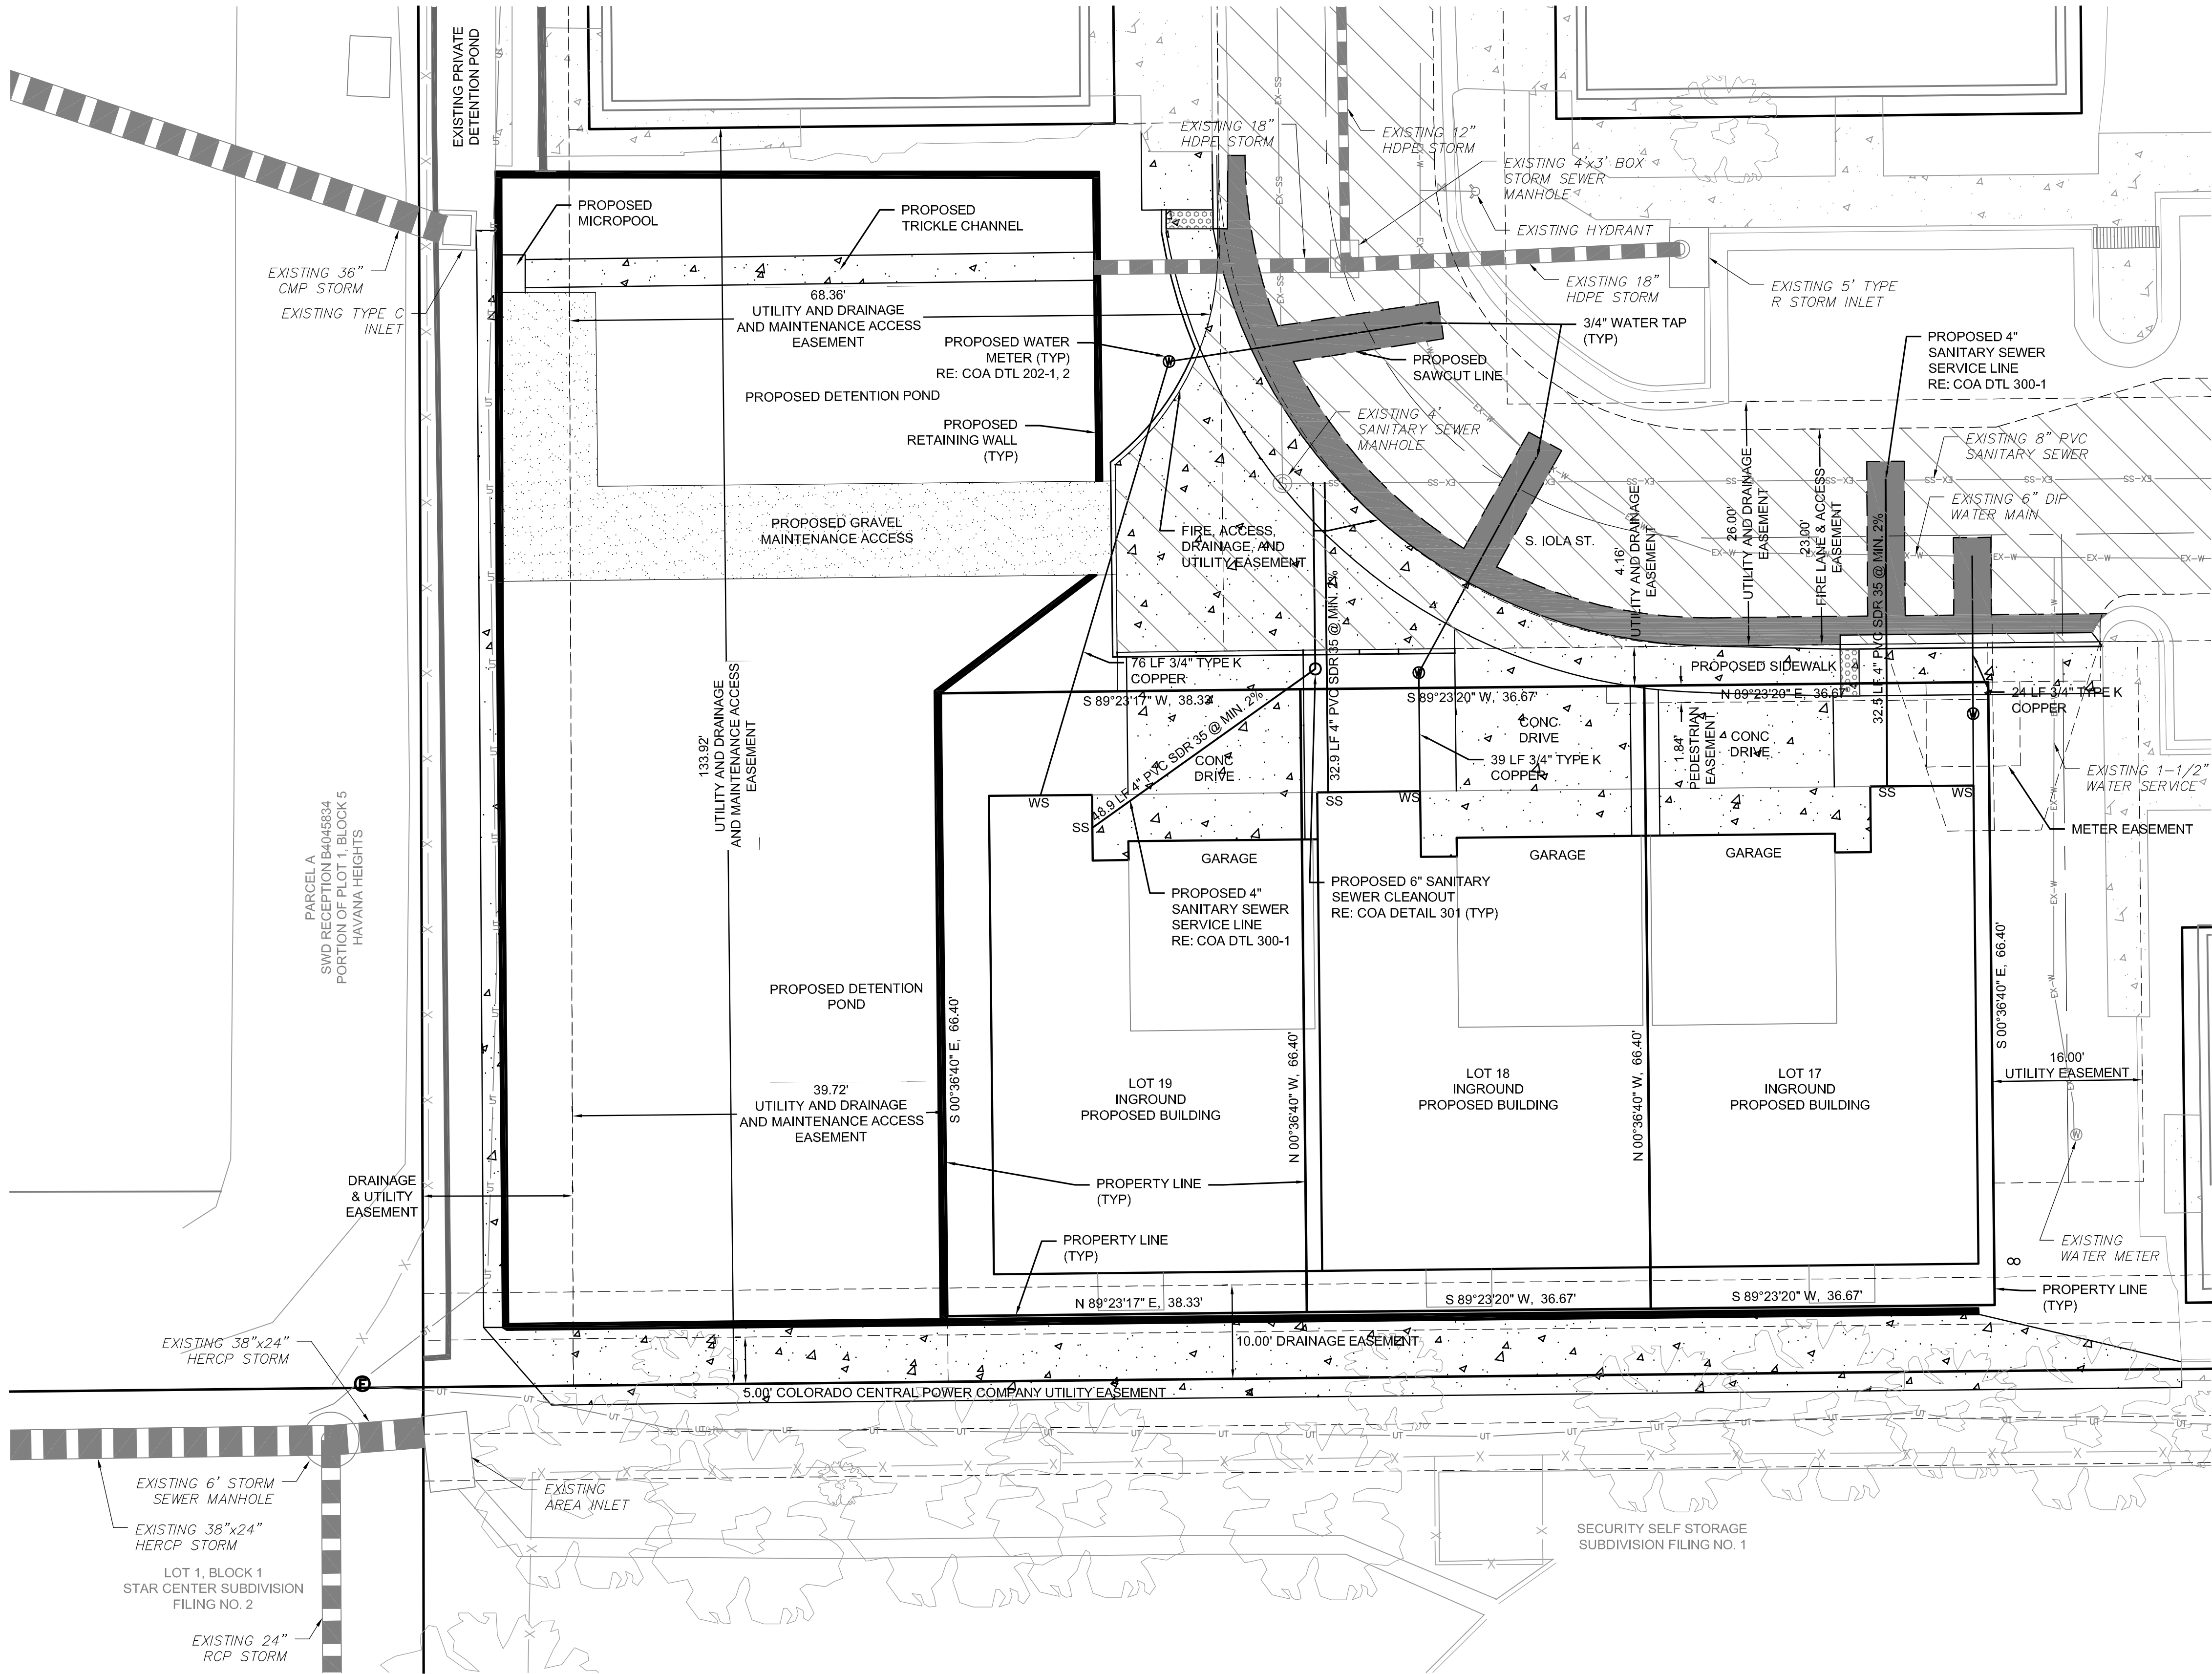 EXISTING PRIVATE
DETENTION POND
EXISTING 18"
HDPE STORM
EXISTING 12"
HDPE STORM
EXISTING 4'x3' BOX
STORM SEWER
MANHOLE
EXISTING HYDRANT
PROPOSED
MICROPOOL
PROPOSED
TRICKLE CHANNEL
EXISTING 36"
CMP STORM
EXISTING TYPE C
INLET
68.36'
UTILITY AND DRAINAGE
AND MAINTENANCE ACCESS
EASEMENT
EXISTING 18"
HDPE STORM
EXISTING 5' TYPE
R STORM INLET
PROPOSED WATER
METER (TYP)
RE: COA DTL 202-1, 2
3/4" WATER TAP
(TYP)
PROPOSED
SAWCUT LINE
PROPOSED 4"
SANITARY SEWER
SERVICE LINE
RE: COA DTL 300-1
PROPOSED DETENTION POND
PROPOSED
RETAINING WALL
(TYP)
EXISTING 4'
SANITARY SEWER
MANHOLE
EXISTING 8" PVC
SANITARY SEWER
EXISTING 6" DIP
WATER MAIN
PROPOSED GRAVEL
MAINTENANCE ACCESS
FIRE, ACCESS,
DRAINAGE, AND
UTILITY EASEMENT
S. IOLA ST.
4.16'
UTILITY AND DRAINAGE
EASEMENT
26.00'
UTILITY AND DRAINAGE
EASEMENT
23.00'
FIRE LANE & ACCESS
EASEMENT
32.5 LF 4" PVC SDR 35 @ MIN. 2%
32.9 LF 4" PVC SDR 35 @ MIN. 2%
48.9 LF 4" PVC SDR 35 @ MIN. 2%
76 LF 3/4" TYPE K
COPPER
S 89°23'17" W, 38.33'
S 89°23'20" W, 36.67'
PROPOSED SIDEWALK
N 89°23'20" E, 36.67'
24 LF 3/4" TYPE K
COPPER
133.92'
UTILITY AND DRAINAGE
AND MAINTENANCE ACCESS
EASEMENT
CONC
DRIVE
CONC
DRIVE
39 LF 3/4" TYPE K
COPPER
1.84'
PEDESTRIAN
EASEMENT
CONC
DRIVE
EXISTING 1-1/2"
WATER SERVICE
METER EASEMENT
WS
SS
SS
WS
SS
WS
PARCEL A
SWD RECEPTION B4045834
PORTION OF PLOT 1, BLOCK 5
HAVANA HEIGHTS
GARAGE
GARAGE
GARAGE
PROPOSED 4"
SANITARY SEWER
SERVICE LINE
RE: COA DTL 300-1
PROPOSED 6" SANITARY
SEWER CLEANOUT
RE: COA DETAIL 301 (TYP)
PROPOSED DETENTION
POND
S 00°36'40" E, 66.40'
N 00°36'40" W, 66.40'
N 00°36'40" W, 66.40'
S 00°36'40" E, 66.40'
39.72'
UTILITY AND DRAINAGE
AND MAINTENANCE ACCESS
EASEMENT
LOT 19
INGROUND
PROPOSED BUILDING
LOT 18
INGROUND
PROPOSED BUILDING
LOT 17
INGROUND
PROPOSED BUILDING
16.00'
UTILITY EASEMENT
DRAINAGE
& UTILITY
EASEMENT
PROPERTY LINE
(TYP)
PROPERTY LINE
(TYP)
EXISTING
WATER METER
PROPERTY LINE
(TYP)
N 89°23'17" E, 38.33'
S 89°23'20" W, 36.67'
S 89°23'20" W, 36.67'
EXISTING 38"x24"
HERCP STORM
10.00' DRAINAGE EASEMENT
5.00' COLORADO CENTRAL POWER COMPANY UTILITY EASEMENT
EXISTING 6' STORM
SEWER MANHOLE
EXISTING
AREA INLET
EXISTING 38"x24"
HERCP STORM
LOT 1, BLOCK 1
STAR CENTER SUBDIVISION
FILING NO. 2
EXISTING 24"
RCP STORM
SECURITY SELF STORAGE
SUBDIVISION FILING NO. 1